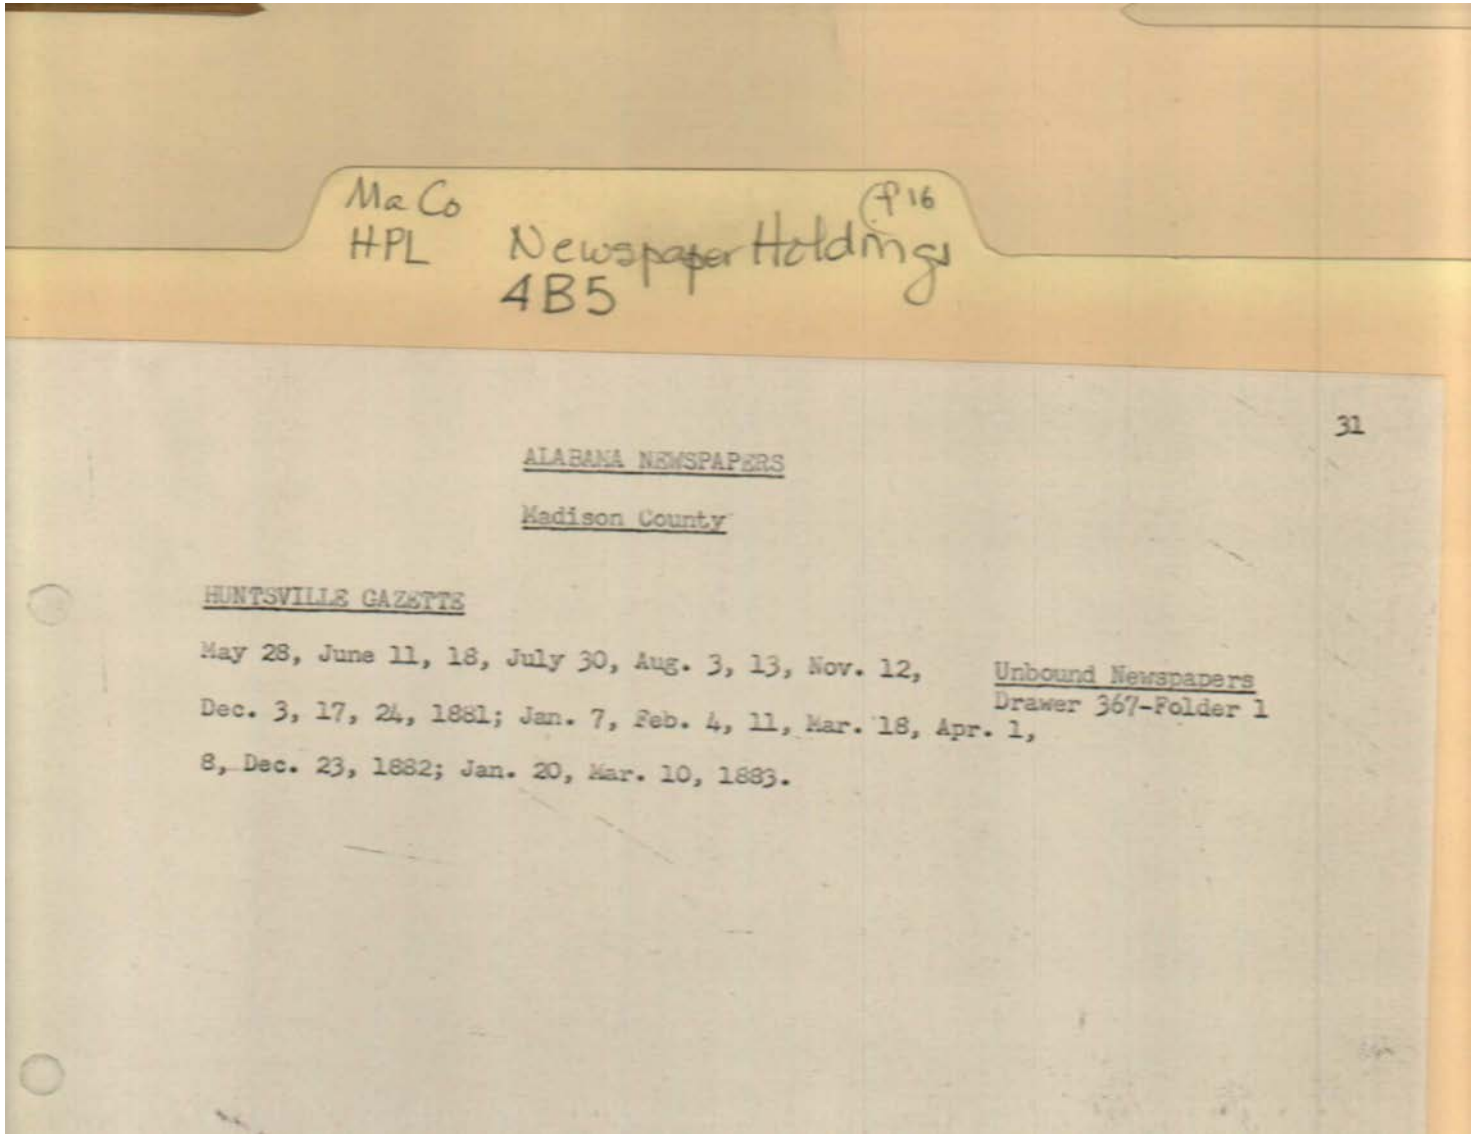 Ma Co
p 16
HPL Newspaper Holdings
4B5
31
ALABAMA NEWSPAPERS
Madison County
HUNTSVILLE GAZETTE
May 28, June 11, 18, July 30, Aug. 3, 13, Nov. 12,
Unbound Newspapers
Drawer 367-Folder 1
Dec. 3, 17, 24, 1881; Jan. 7, Feb. 4, 11, Mar. 18, Apr. 1,
8, Dec. 23, 1882; Jan. 20, Mar. 10, 1883.